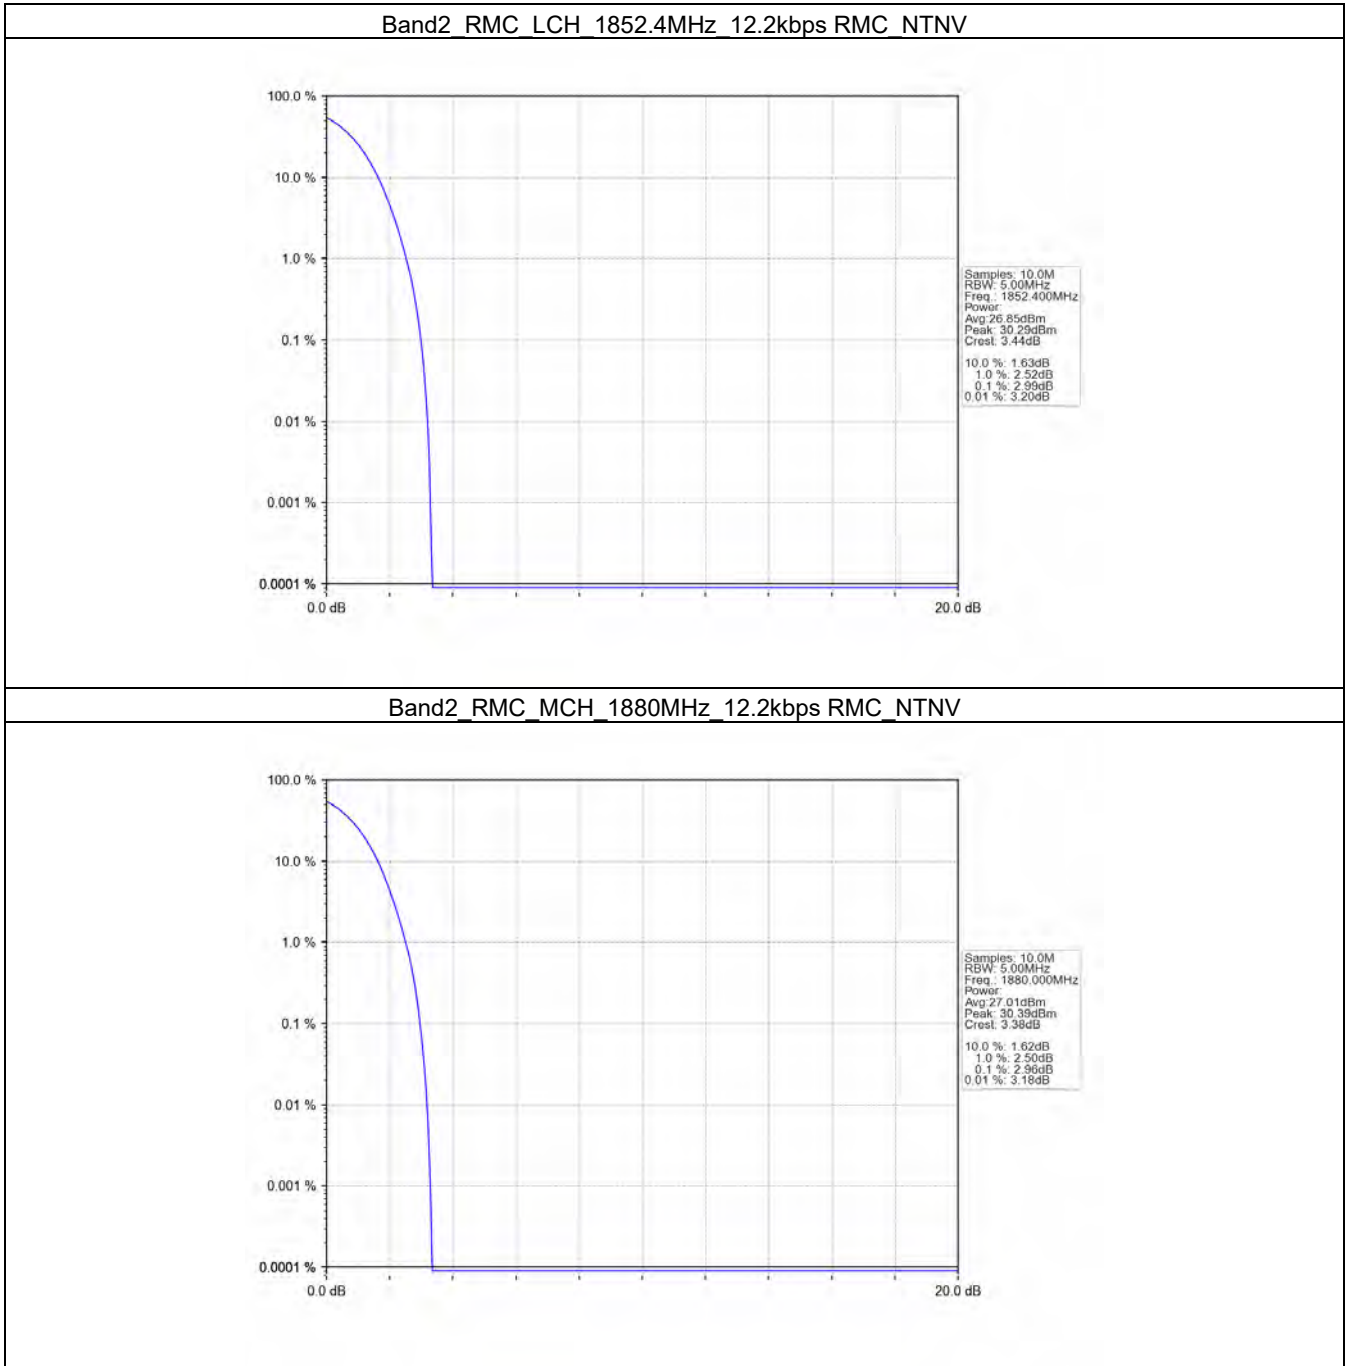 Band2_RMC_LCH_1852.4MHz_12.2kbps RMC_NTNV
100.0 %
10.0 %
1.0 %
0.1 %
0.01 %
0.001 %
0.0001 %
0.0 dB
20.0 dB
Samples: 10.0M
RBW: 5.00MHz
Freq.: 1852.400MHz
Power:
Avg:26.85dBm
Peak: 30.29dBm
Crest: 3.44dB
10.0 %: 1.63dB
1.0 %: 2.52dB
0.1 %: 2.99dB
0.01 %: 3.20dB
Band2_RMC_MCH_1880MHz_12.2kbps RMC_NTNV
100.0 %
10.0 %
1.0 %
0.1 %
0.01 %
0.001 %
0.0001 %
0.0 dB
20.0 dB
Samples: 10.0M
RBW: 5.00MHz
Freq.: 1880.000MHz
Power:
Avg:27.01dBm
Peak: 30.39dBm
Crest: 3.38dB
10.0 %: 1.62dB
1.0 %: 2.50dB
0.1 %: 2.96dB
0.01 %: 3.18dB